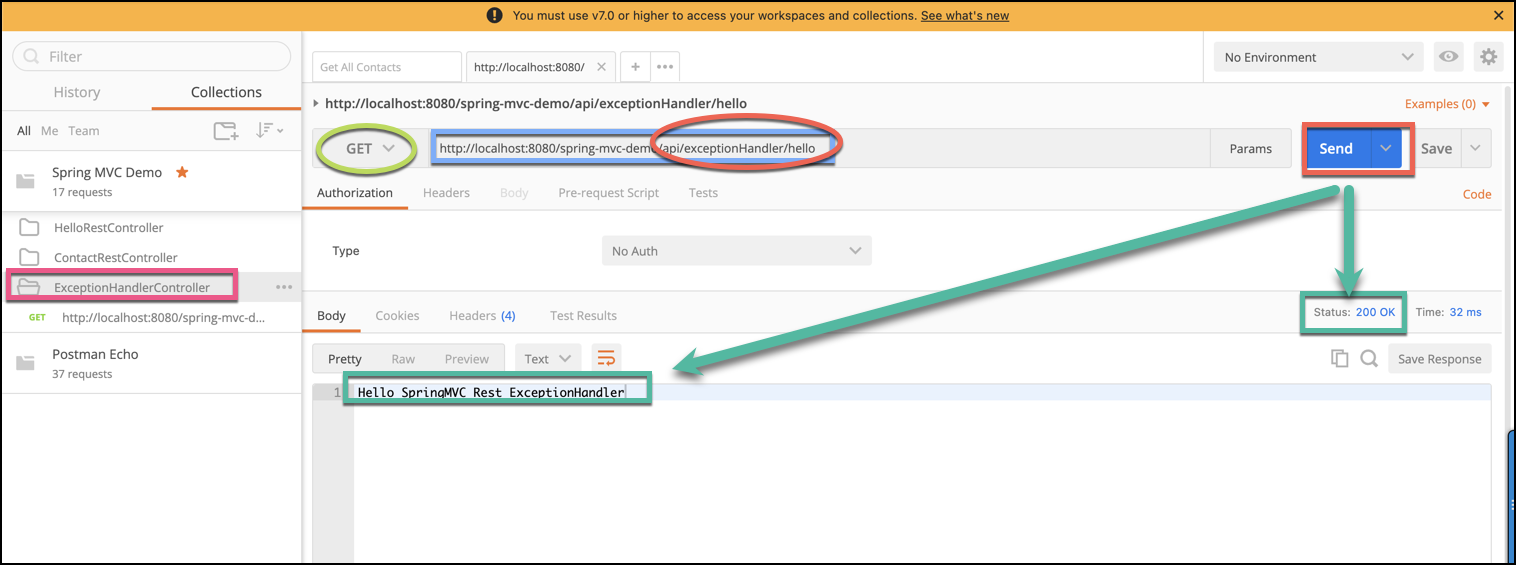 You must use v7.0 or higher to access your workspaces and collections. See what's new
Filter
History Collections
All Me Team
Spring MVC Demo
17 requests
HelloRestController
ContactRestController
ExceptionHandlerController
GET http://localhost:8080/spring-mvc-d...
Postman Echo
37 requests
Get All Contacts http://localhost:8080/
No Environment
http://localhost:8080/spring-mvc-demo/api/exceptionHandler/hello
Examples (0)
GET http://localhost:8080/spring-mvc-demo/api/exceptionHandler/hello Params Send Save
Authorization Headers Body Pre-request Script Tests Code
Type No Auth
Body Cookies Headers (4) Test Results Status: 200 OK Time: 32 ms
Pretty Raw Preview Text Save Response
1 Hello SpringMVC Rest ExceptionHandler